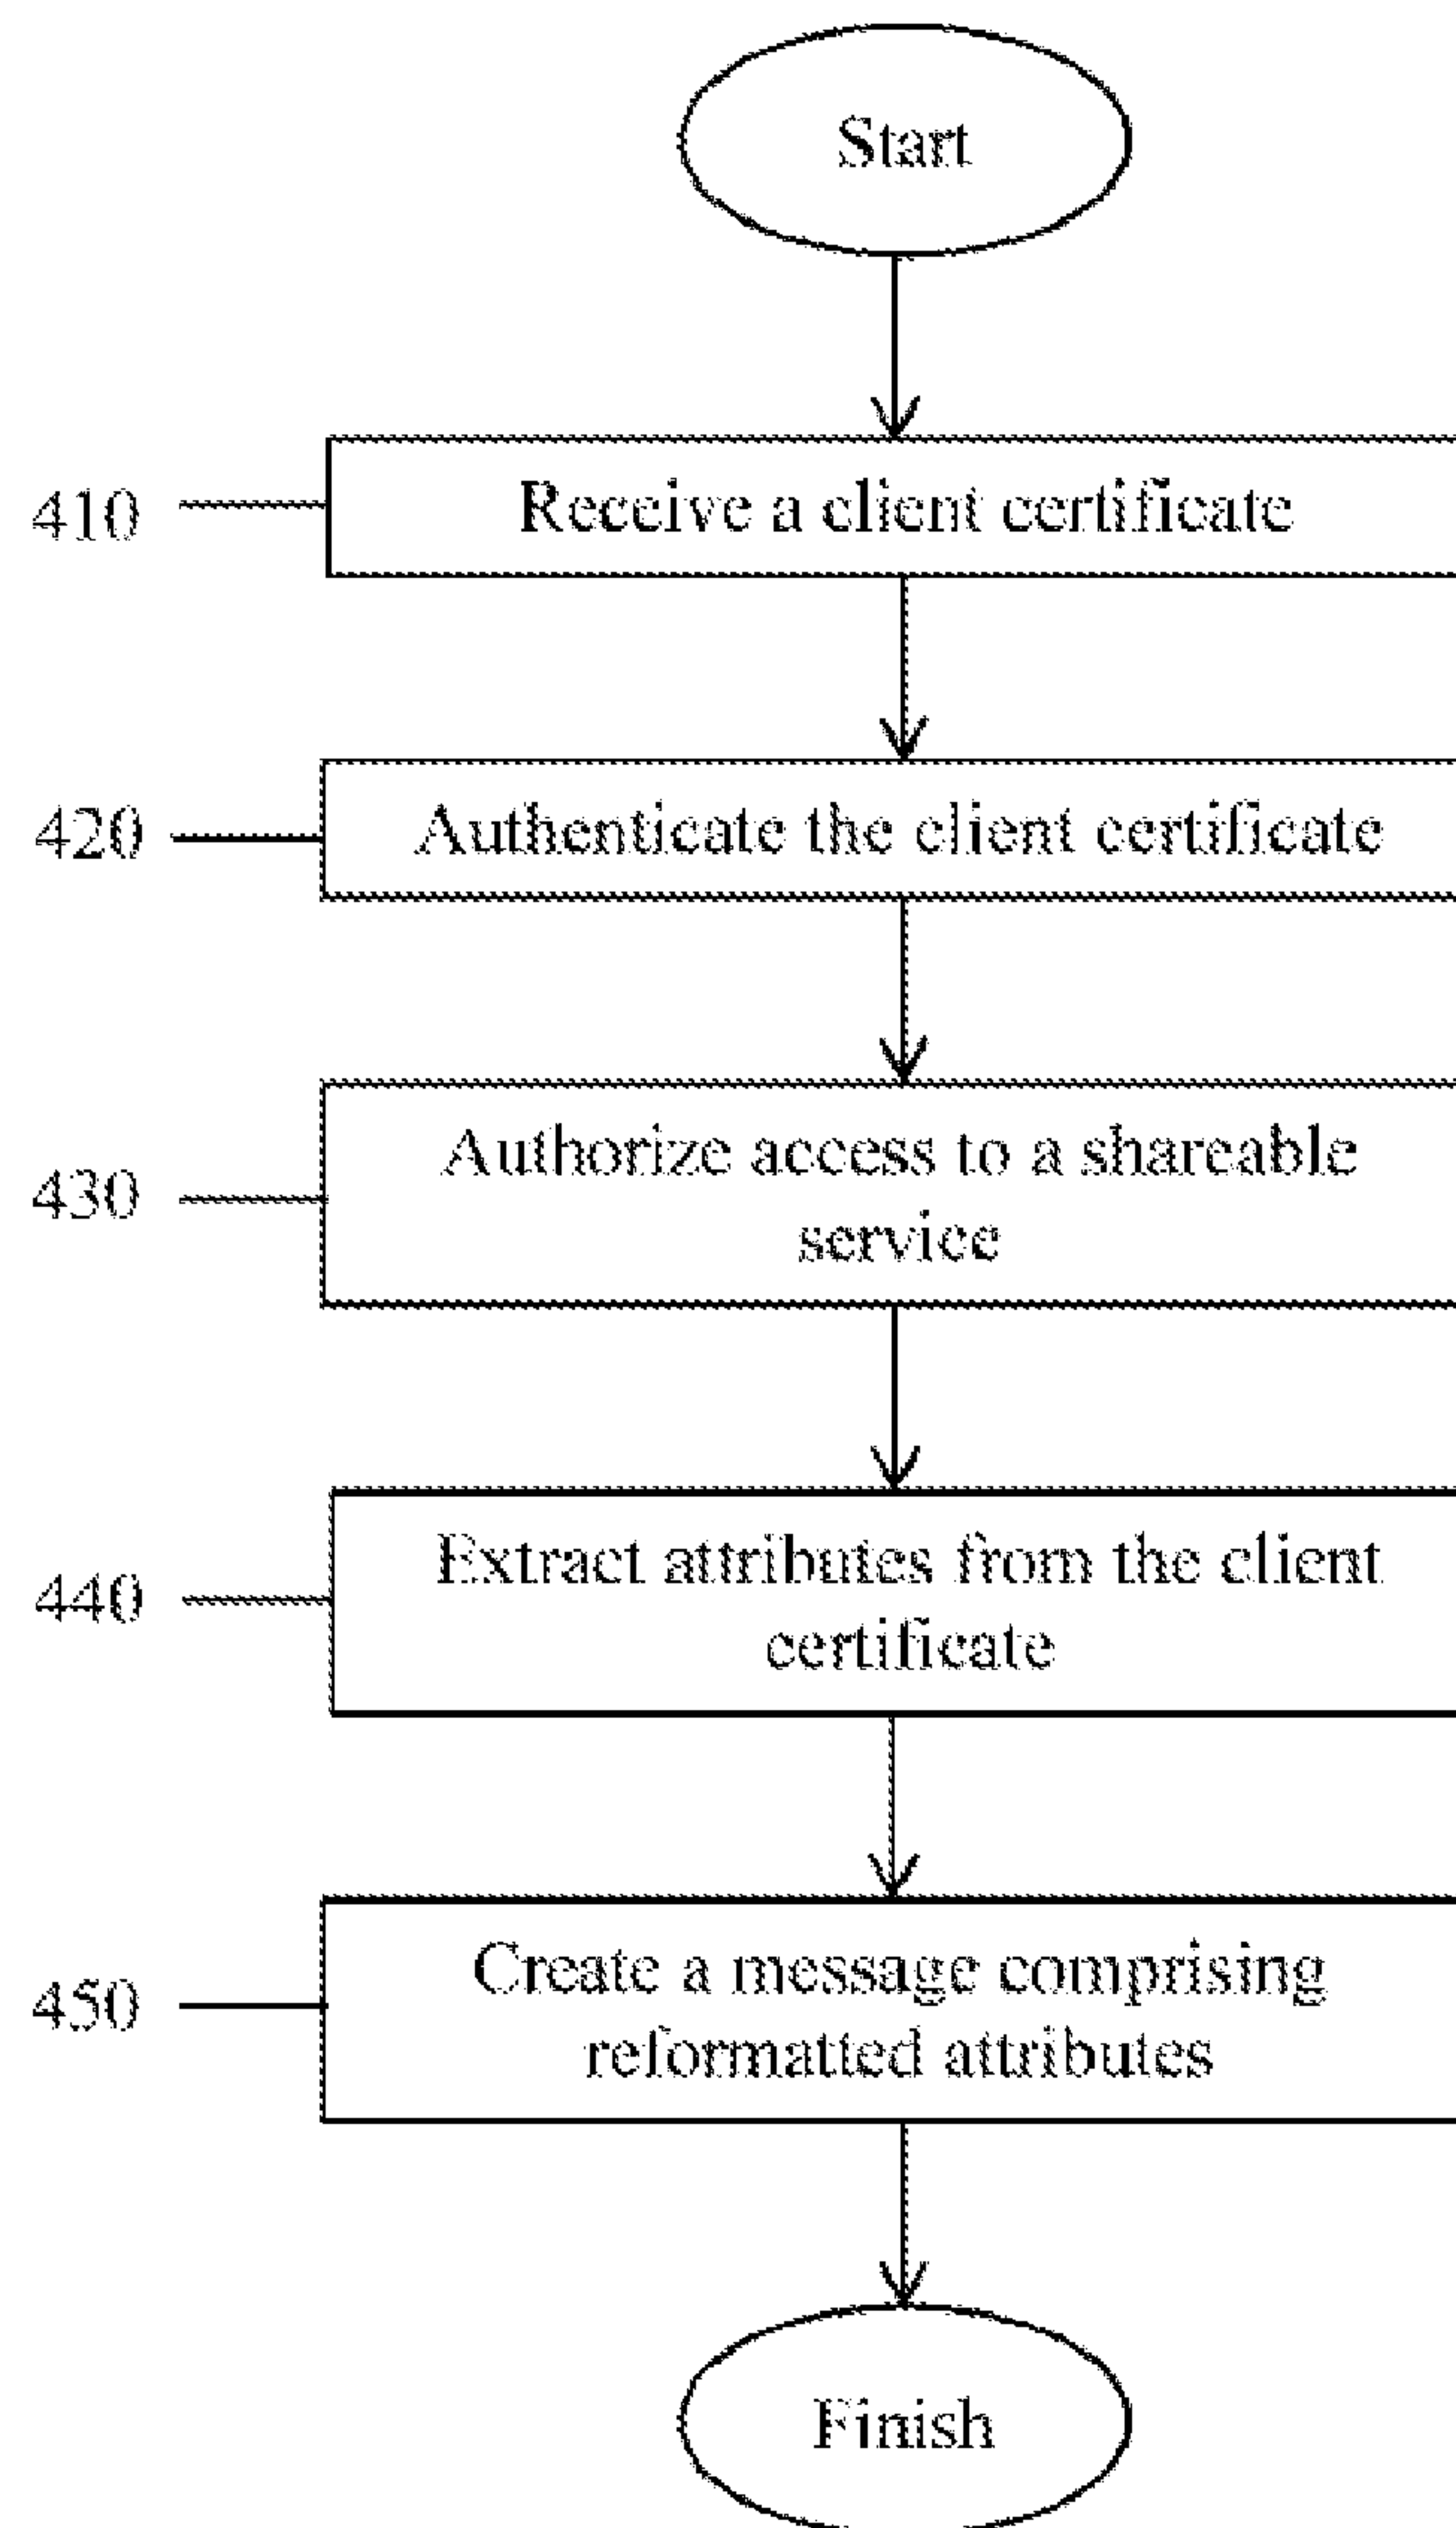 Start
410
Receive a client certificate
420
Authenticate the client certificate
430
Authorize access to a shareable
service
440
Extract attributes from the client
certificate
450
Create a message comprising
reformatted attributes
Finish